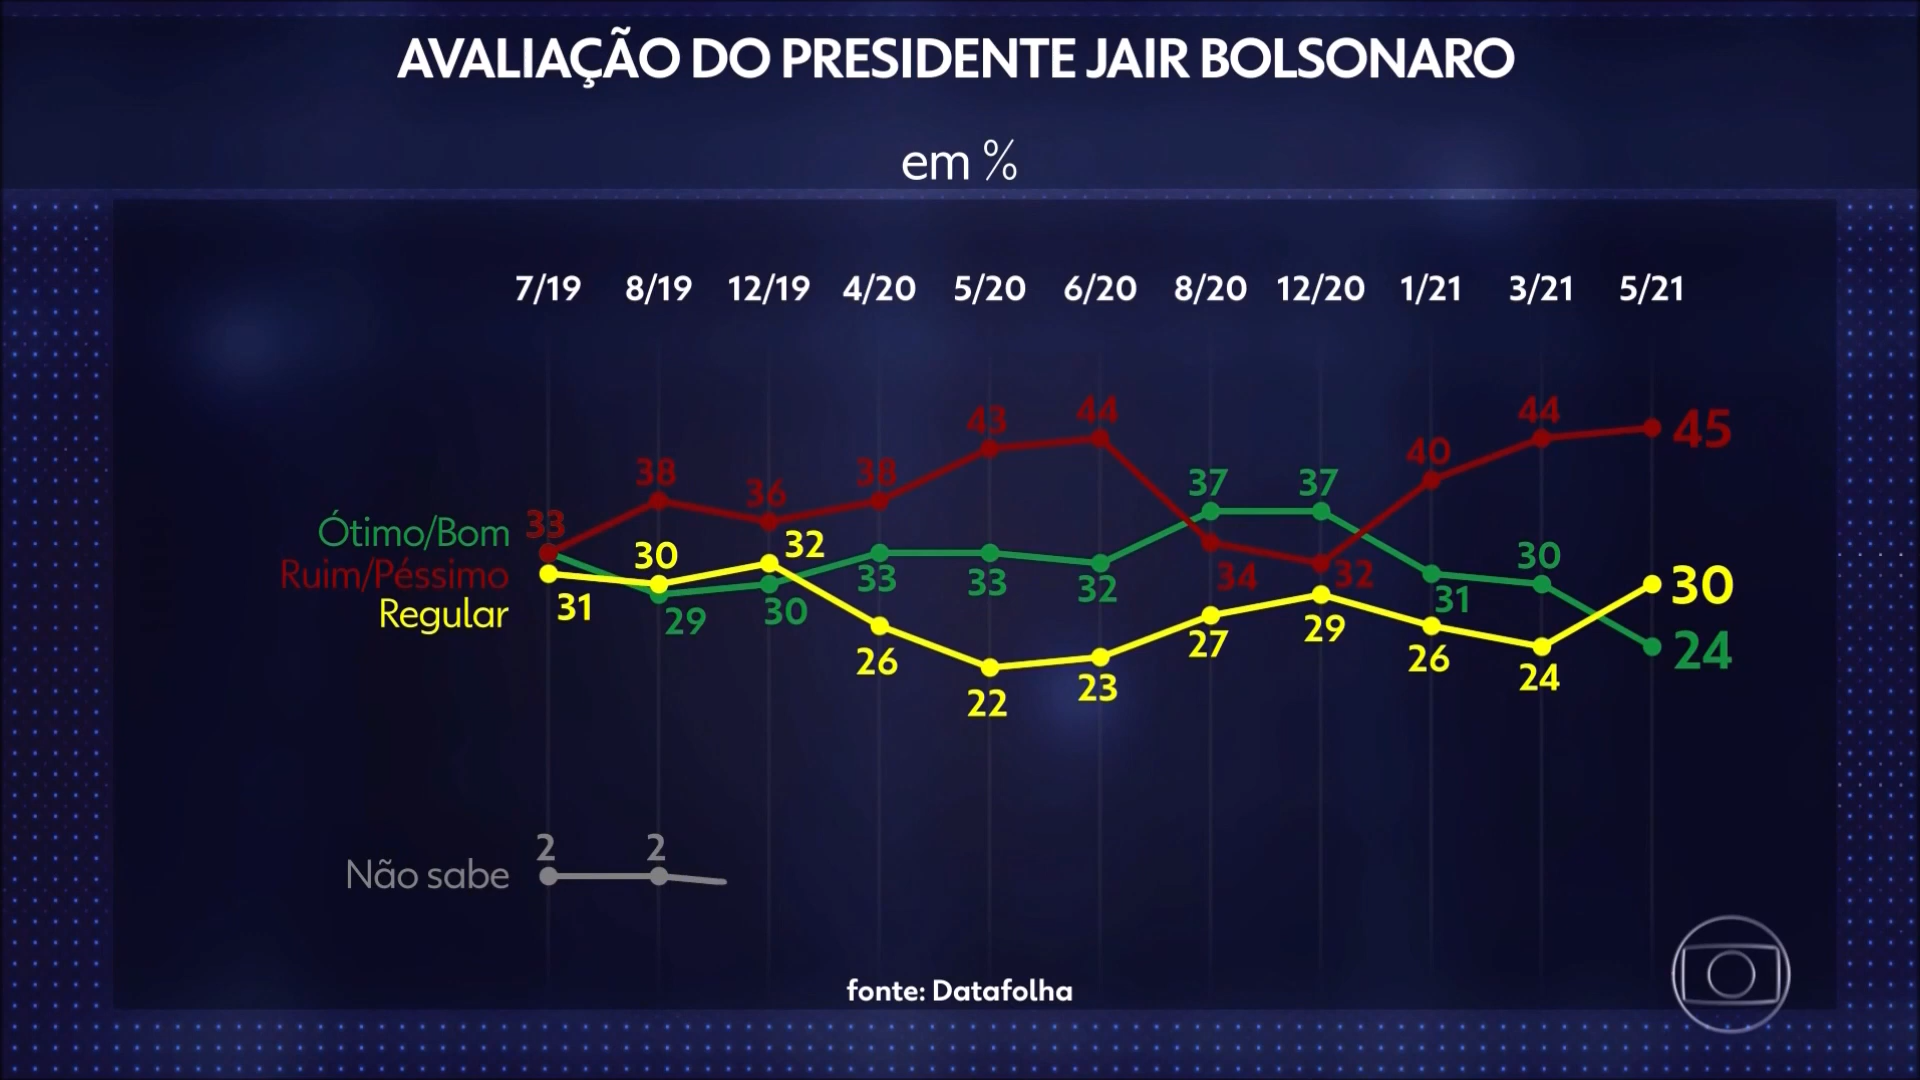 AVALIAÇÃO DO PRESIDENTE JAIR BOLSONARO
em %
7/19 8/19 12/19 4/20 5/20 6/20 8/20 12/20 1/21 3/21 5/21
33 38 36 38 43 44 34 32 40 44 45
Ótimo/Bom
29 30 33 33 32 37 37 31 30 24
Ruim/Péssimo
Regular
31 30 32 26 22 23 27 29 26 24 30
2 2
Não sabe
fonte: Datafolha